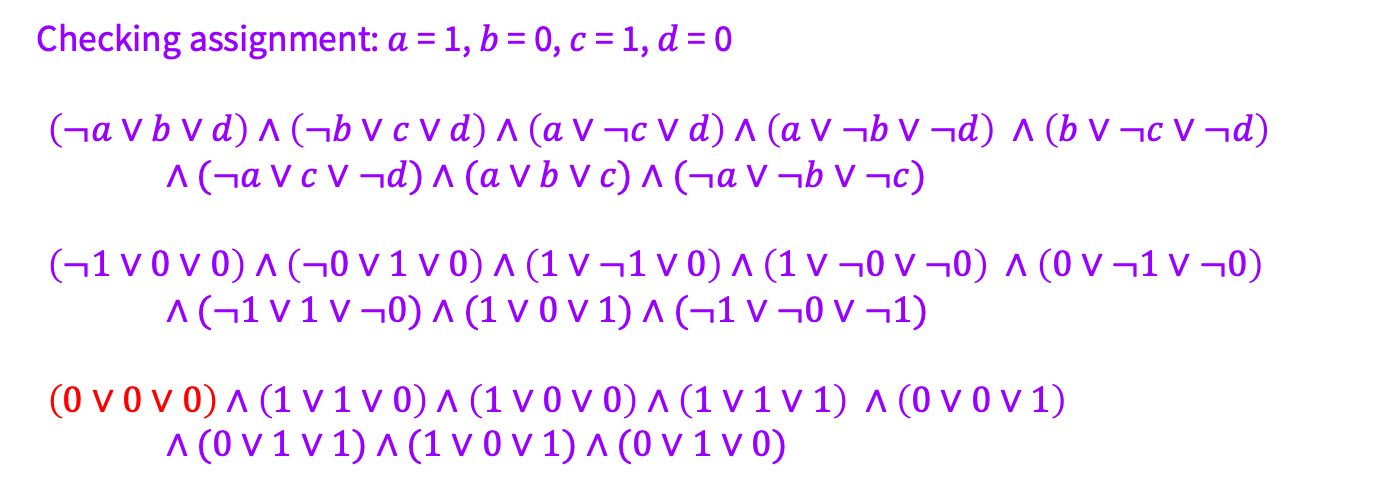 Checking assignment: a = 1, b = 0, c = 1, d = 0
(¬a ∨ b ∨ d) ∧ (¬b ∨ c ∨ d) ∧ (a ∨ ¬c ∨ d) ∧ (a ∨ ¬b ∨ ¬d) ∧ (b ∨ ¬c ∨ ¬d)
∧ (¬a ∨ c ∨ ¬d) ∧ (a ∨ b ∨ c) ∧ (¬a ∨ ¬b ∨ ¬c)
(¬1 ∨ 0 ∨ 0) ∧ (¬0 ∨ 1 ∨ 0) ∧ (1 ∨ ¬1 ∨ 0) ∧ (1 ∨ ¬0 ∨ ¬0) ∧ (0 ∨ ¬1 ∨ ¬0)
∧ (¬1 ∨ 1 ∨ ¬0) ∧ (1 ∨ 0 ∨ 1) ∧ (¬1 ∨ ¬0 ∨ ¬1)
(0 ∨ 0 ∨ 0) ∧ (1 ∨ 1 ∨ 0) ∧ (1 ∨ 0 ∨ 0) ∧ (1 ∨ 1 ∨ 1) ∧ (0 ∨ 0 ∨ 1)
∧ (0 ∨ 1 ∨ 1) ∧ (1 ∨ 0 ∨ 1) ∧ (0 ∨ 1 ∨ 0)